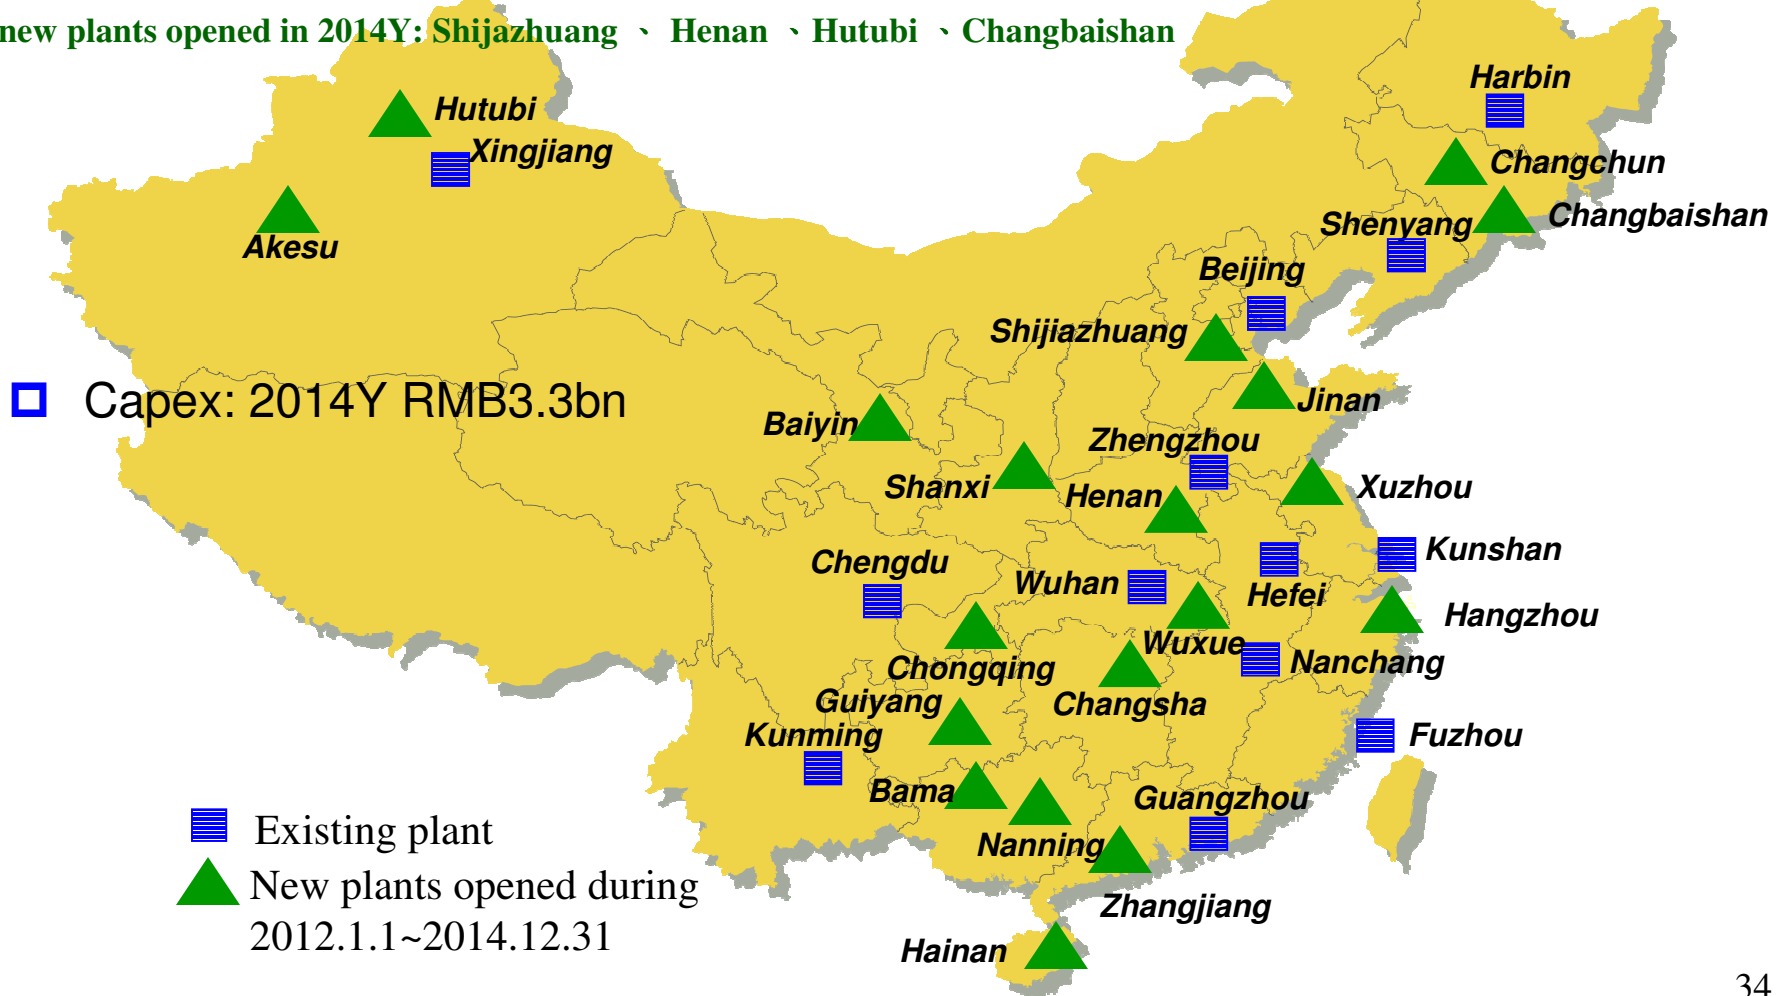 new plants opened in 2014Y: Shijazhuang 、 Henan 、Hutubi 、Changbaishan
Harbin
Hutubi
Xingjiang
Changchun
Akesu
Shenyang
Changbaishan
Beijing
Shijiazhuang
Capex: 2014Y RMB3.3bn
Jinan
Baiyin
Zhengzhou
Shanxi
Henan
Xuzhou
Kunshan
Chengdu
Wuhan
Hefei
Hangzhou
Wuxue
Nanchang
Chongqing
Guiyang
Changsha
Kunming
Fuzhou
Bama
Guangzhou
Existing plant
Nanning
New plants opened during
2012.1.1~2014.12.31
Zhangjiang
Hainan
34